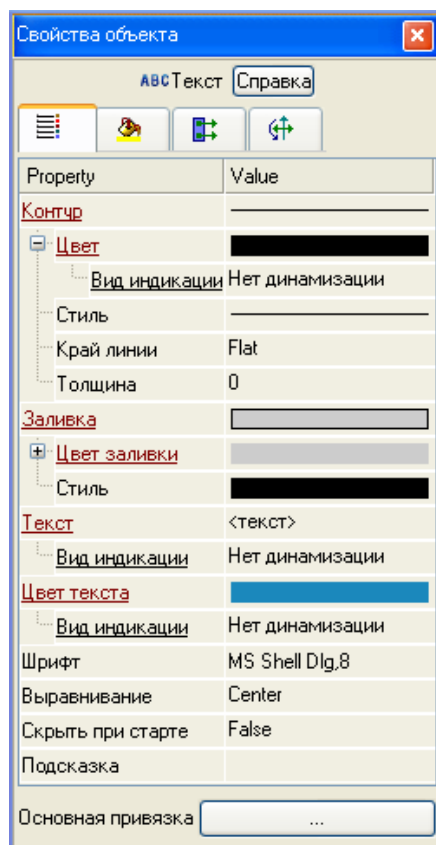 Свойства объекта
ABC Текст Справка
Property Value
Контур
Цвет
Вид индикации Нет динамизации
Стиль
Край линии Flat
Толщина 0
Заливка
Цвет заливки
Стиль
Текст <текст>
Вид индикации Нет динамизации
Цвет текста
Вид индикации Нет динамизации
Шрифт MS Shell Dlg,8
Выравнивание Center
Скрыть при старте False
Подсказка
Основная привязка ...